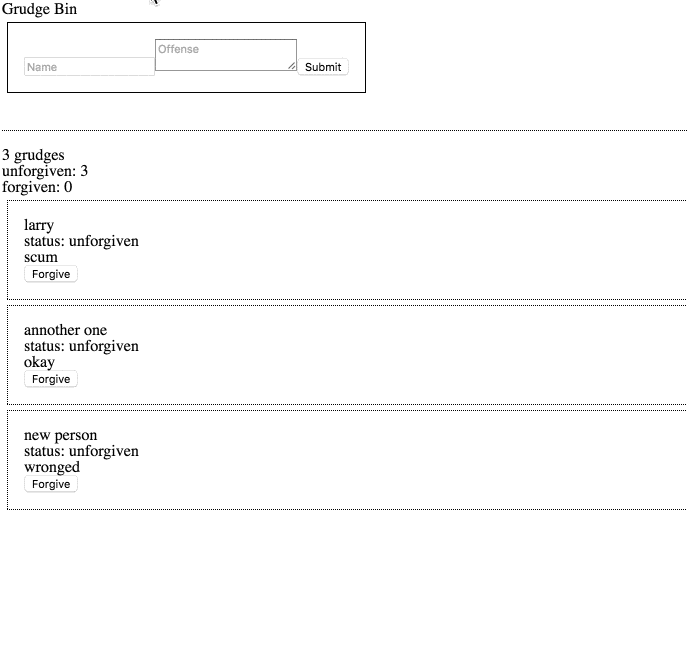 Grudge Bin
Name Offense Submit
3 grudges
unforgiven: 3
forgiven: 0
larry
status: unforgiven
scum
Forgive
annother one
status: unforgiven
okay
Forgive
new person
status: unforgiven
wronged
Forgive